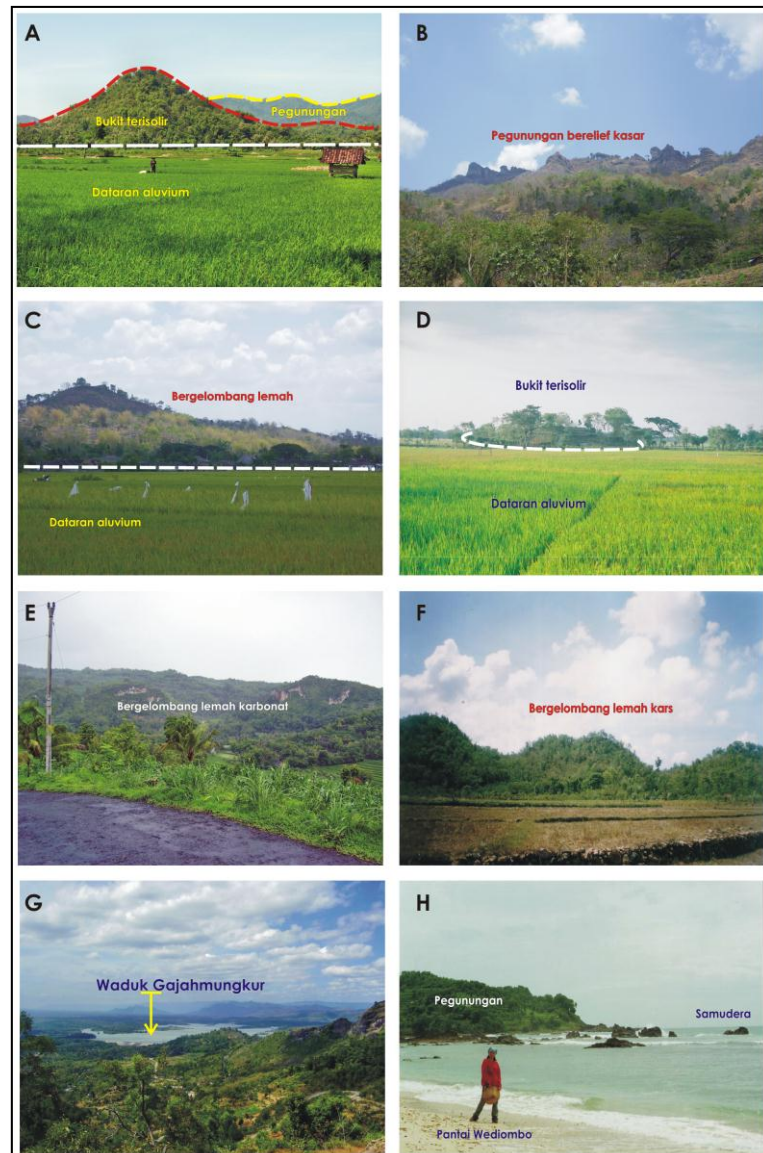 A
Bukit terisolir
Pegunungan
Dataran aluvium
B
Pegunungan berelief kasar
C
Bergelombang lemah
Dataran aluvium
D
Bukit terisolir
Dataran aluvium
E
Bergelombang lemah karbonat
F
Bergelombang lemah kars
G
Waduk Gajahmungkur
H
Pegunungan
Samudera
Pantai Wediombo